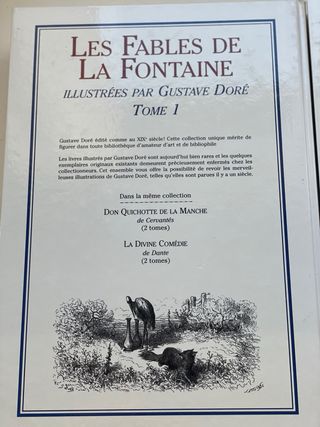 LES FABLES DE
LA FONTAINE
ILLUSTRÉES PAR GUSTAVE DORÉ
TOME 1
Gustave Doré édité comme au XIXe siècle! Cette collection unique mérite de
figurer dans toute bibliothèque d'amateur d'art et de bibliophile
Les livres illustrés par Gustave Doré sont aujourd'hui bien rares et les quelques
exemplaires originaux existants demeurent précieusement enfermés chez les
collectionneurs. Cet ensemble vous offre la possibilité de revoir les merveil-
leuses illustrations de Gustave Doré, telles qu'elles sont parues il y a un siècle.
Dans la même collection
DON QUICHOTTE DE LA MANCHE
de Cervantés
(2 tomes)
LA DIVINE COMÉDIE
de Dante
(2 tomes)